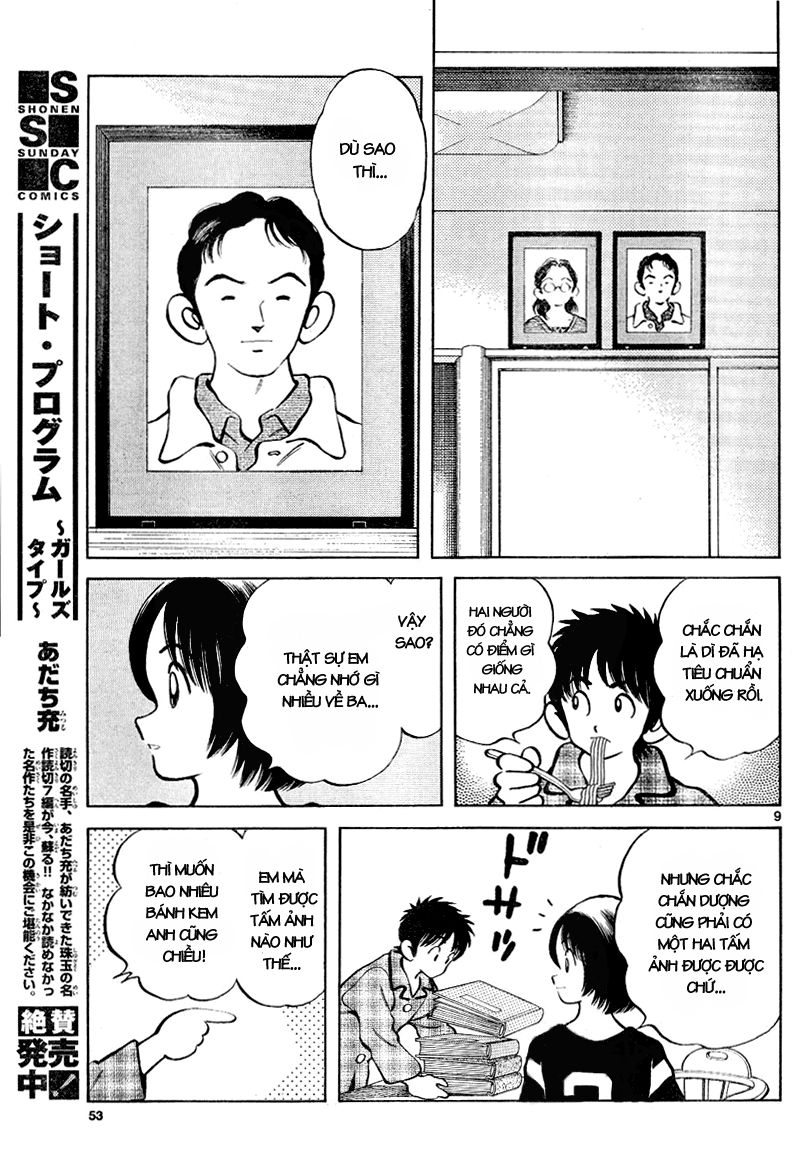 DÙ SAO
THÌ...
CHẮC CHẮN
LÀ DÌ ĐÃ HẠ
TIÊU CHUẨN
XUỐNG RỒI.
HAI NGƯỜI
ĐÓ CHẲNG
CÓ ĐIỂM GÌ
GIỐNG
NHAU CẢ.
VẬY
SAO?
THẬT SỰ EM
CHẲNG NHỚ GÌ
NHIỀU VỀ BA...
9
NHƯNG CHẮC
CHẮN DƯỢNG
CŨNG PHẢI CÓ
MỘT HAI TẤM
ẢNH ĐƯỢC ĐƯỢC
CHỨ...
ドサッ
EM MÀ
TÌM ĐƯỢC
TẤM ẢNH
NÀO NHƯ
THẾ...
THÌ MUỐN
BAO NHIÊU
BÁNH KEM
ANH CŨNG
CHIỀU!
53
S
SHONEN
S
SUNDAY
C
COMICS
ショート・プログラム
～ガールズ
タイプ～
あだち充
みつる
読切の名手、あだち充が紡いできた珠玉の名
作読切7編が今、蘇る!! なかなか読めなかっ
た名作たちを是非この機会にご堪能ください。
絶賛
発売中!